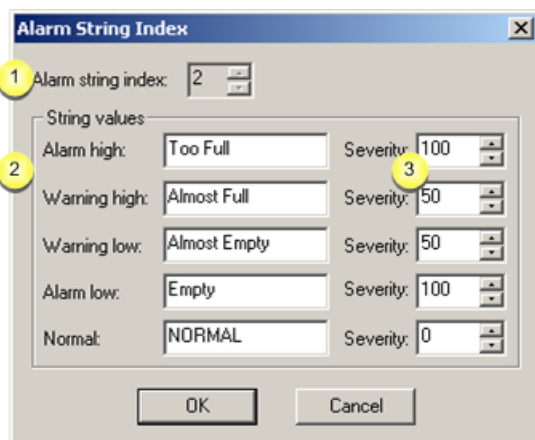 Alarm String Index
1 Alarm string index: 2
String values
Alarm high: Too Full Severity: 100
2 3
Warning high: Almost Full Severity: 50
Warning low: Almost Empty Severity: 50
Alarm low: Empty Severity: 100
Normal: NORMAL Severity: 0
OK Cancel